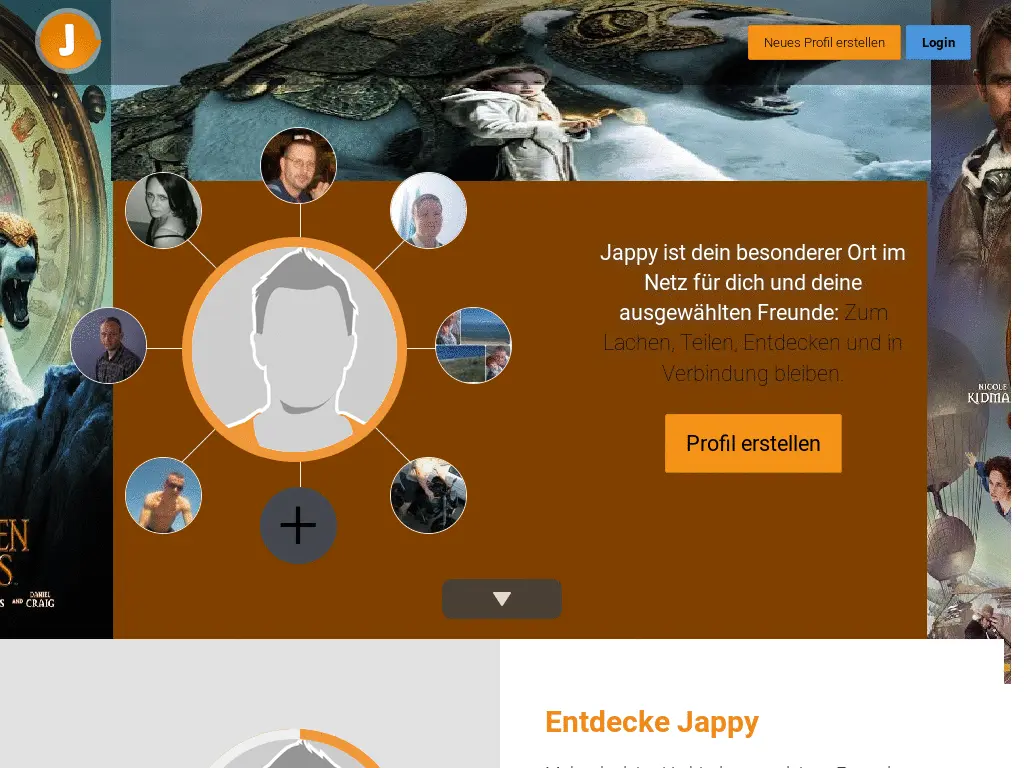 J
Neues Profil erstellen
Login
Jappy ist dein besonderer Ort im
Netz für dich und deine
ausgewählten Freunde: Zum
Lachen, Teilen, Entdecken und in
Verbindung bleiben.
NICOLE
KIDMA
Profil erstellen
EN
S
S AND DANIEL
CRAIG
Entdecke Jappy